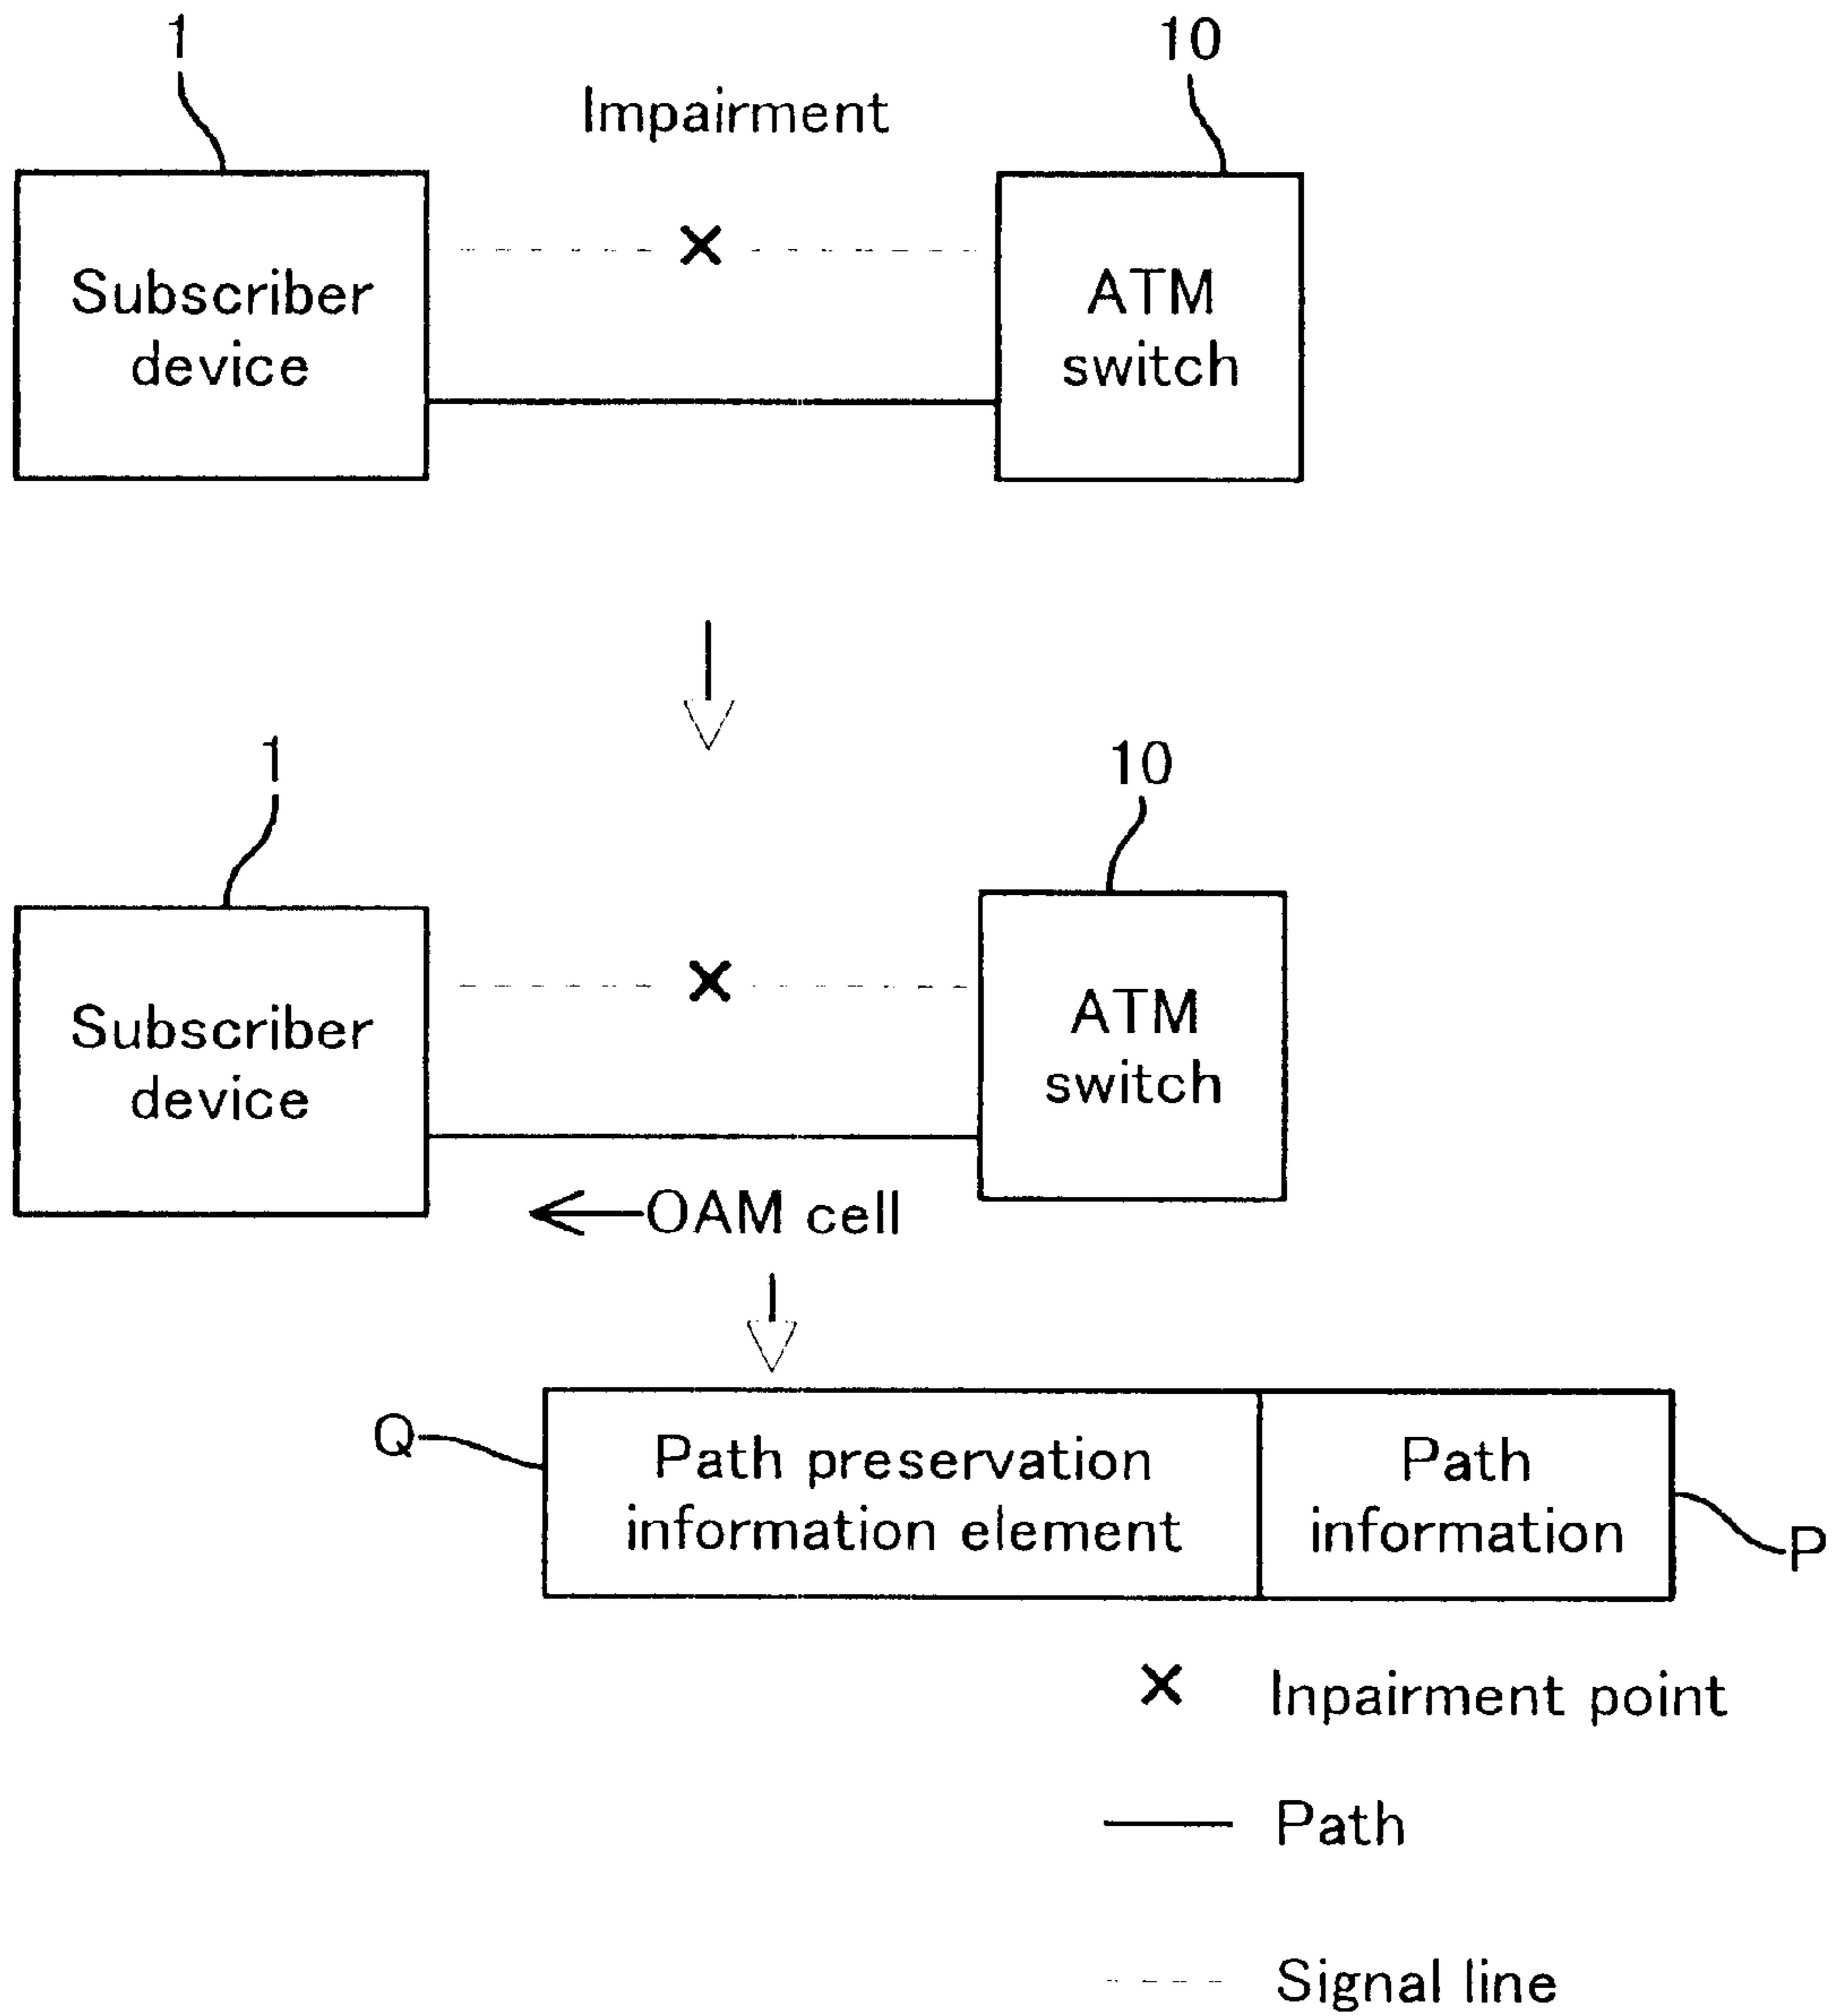 1
10
Impairment
Subscriber
device
ATM
switch
1
10
Subscriber
device
ATM
switch
OAM cell
Q
Path preservation
information element
Path
information
P
Inpairment point
Path
Signal line